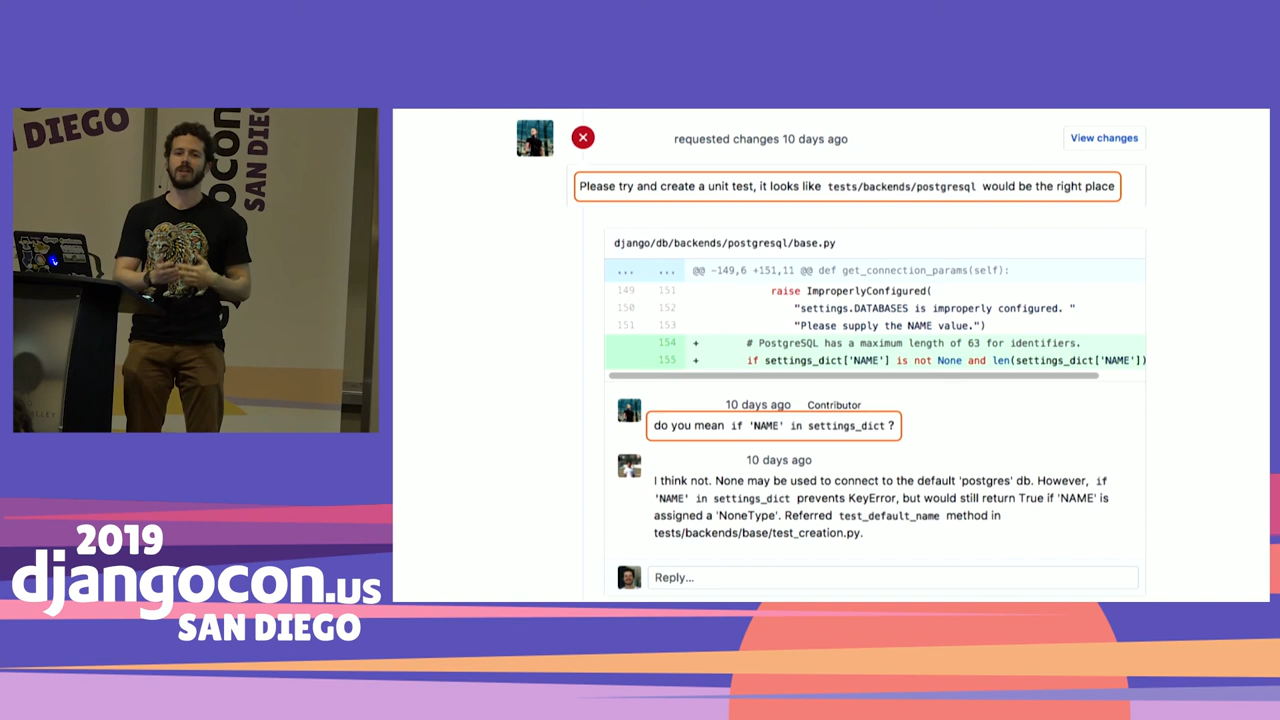 DIEGO
SAN DIEGO
2019
djangocon.us
SAN DIEGO
requested changes 10 days ago
View changes
Please try and create a unit test, it looks like tests/backends/postgresql would be the right place
django/db/backends/postgresql/base.py
... ... @@ -149,6 +151,11 @@ def get_connection_params(self):
149 151 raise ImproperlyConfigured(
150 152 "settings.DATABASES is improperly configured. "
151 153 "Please supply the NAME value.")
154 + # PostgreSQL has a maximum length of 63 for identifiers.
155 + if settings_dict['NAME'] is not None and len(settings_dict['NAME'])
10 days ago Contributor
do you mean if 'NAME' in settings_dict ?
10 days ago
I think not. None may be used to connect to the default 'postgres' db. However, if
'NAME' in settings_dict prevents KeyError, but would still return True if 'NAME' is
assigned a 'NoneType'. Referred test_default_name method in
tests/backends/base/test_creation.py.
Reply...